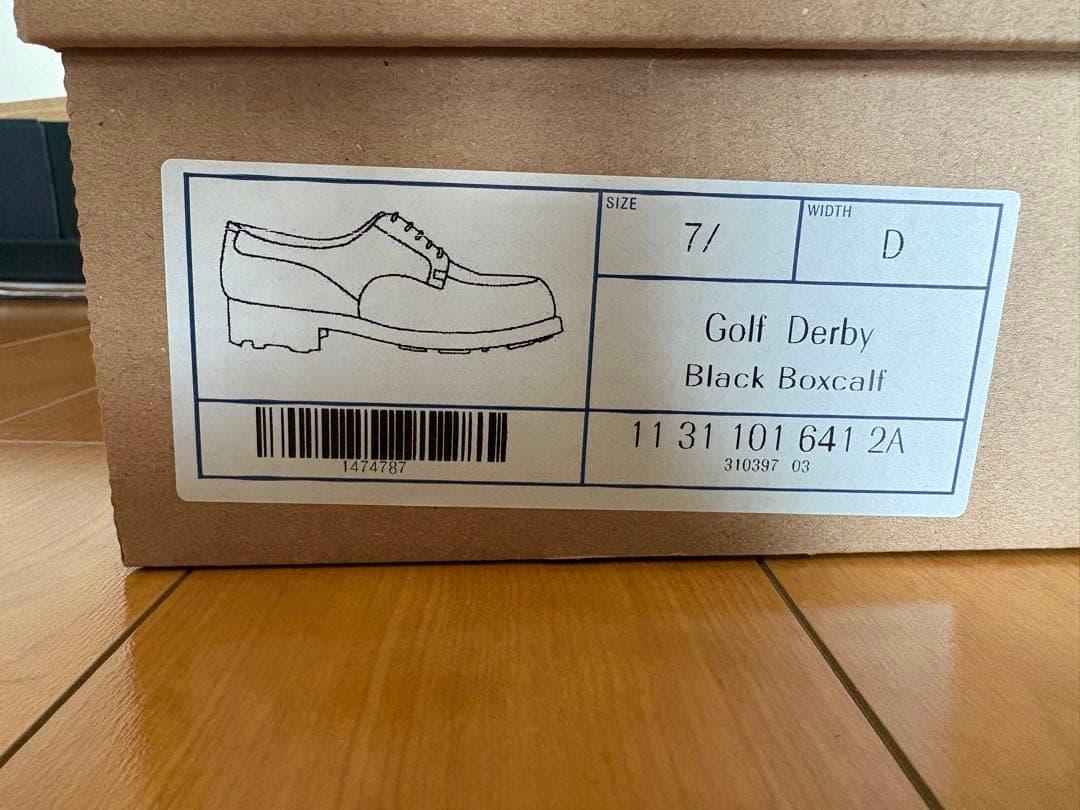 SIZE
7/
WIDTH
D
Golf Derby
Black Boxcalf
11 31 101 641 2A
310397 03
1474787